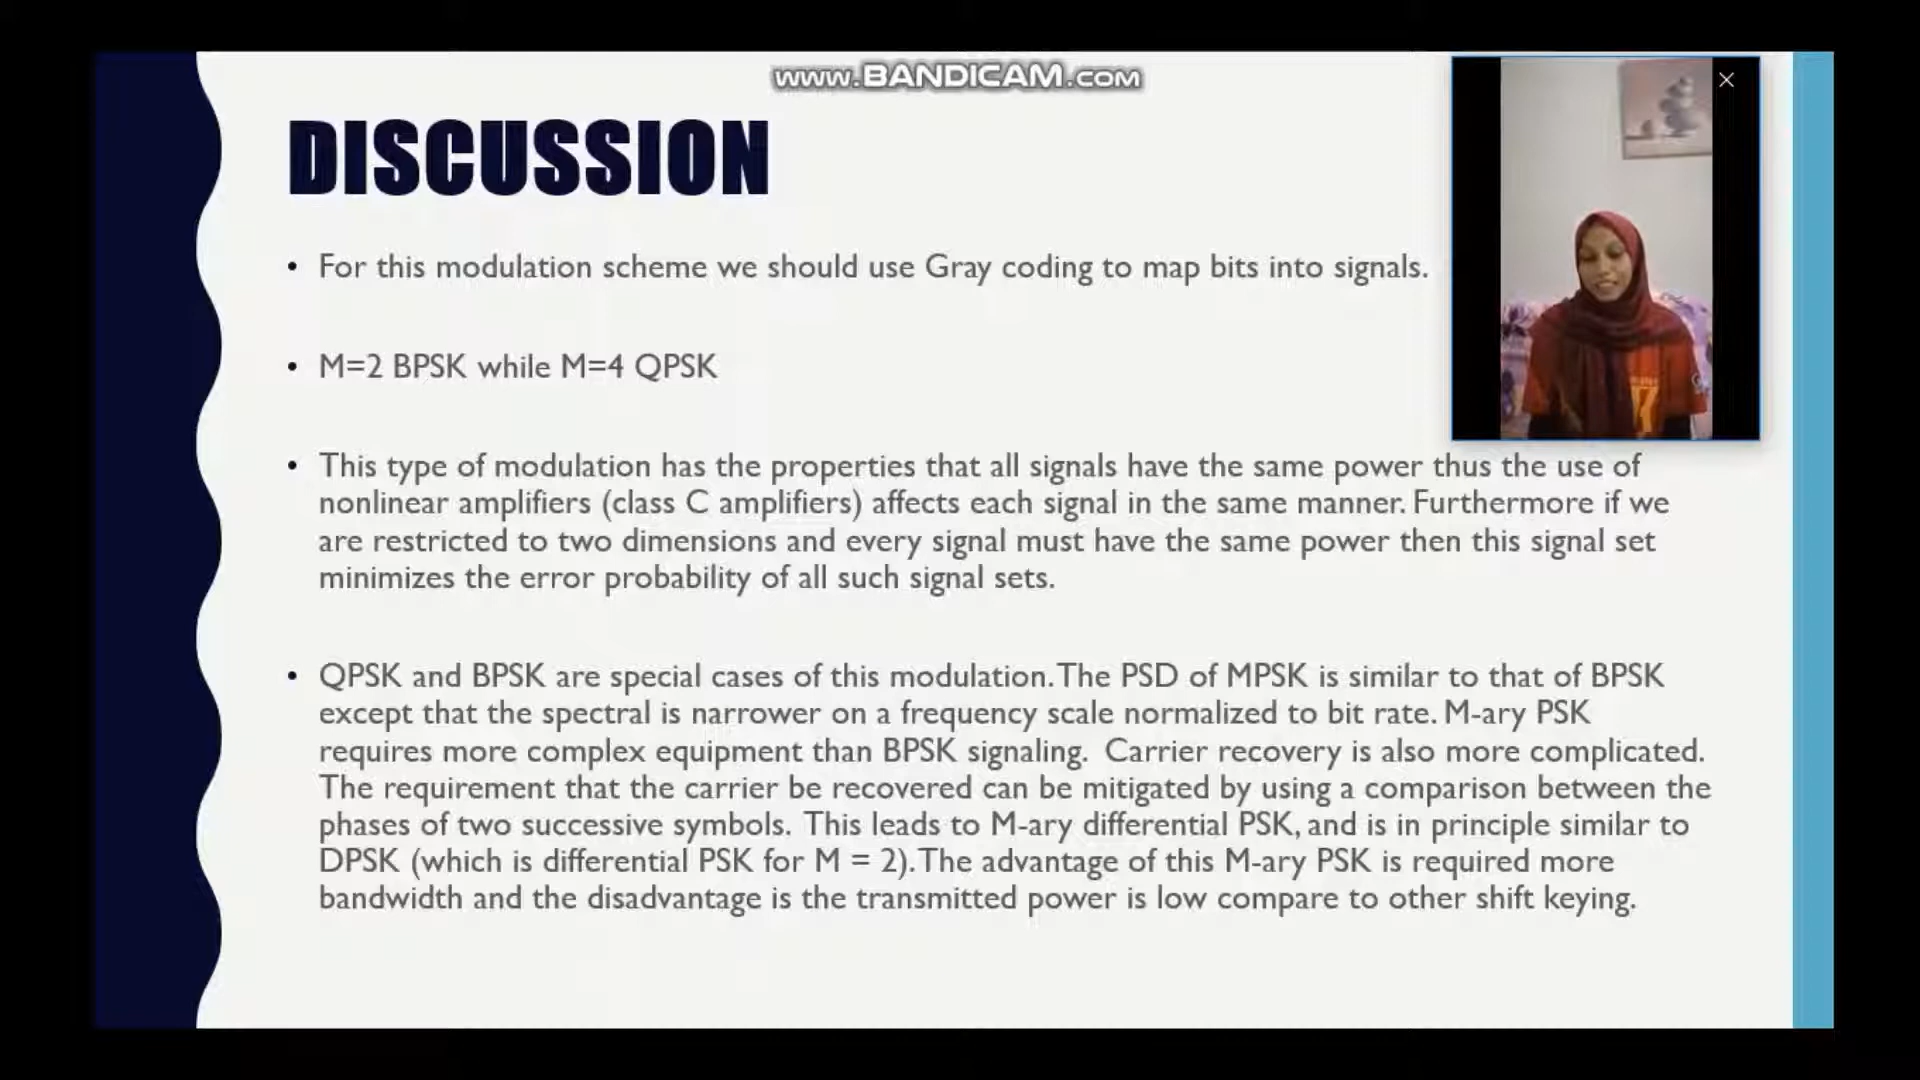 www.BANDICAM.com
DISCUSSION
• For this modulation scheme we should use Gray coding to map bits into signals.
• M=2 BPSK while M=4 QPSK
• This type of modulation has the properties that all signals have the same power thus the use of
nonlinear amplifiers (class C amplifiers) affects each signal in the same manner. Furthermore if we
are restricted to two dimensions and every signal must have the same power then this signal set
minimizes the error probability of all such signal sets.
• QPSK and BPSK are special cases of this modulation. The PSD of MPSK is similar to that of BPSK
except that the spectral is narrower on a frequency scale normalized to bit rate. M-ary PSK
requires more complex equipment than BPSK signaling. Carrier recovery is also more complicated.
The requirement that the carrier be recovered can be mitigated by using a comparison between the
phases of two successive symbols. This leads to M-ary differential PSK, and is in principle similar to
DPSK (which is differential PSK for M = 2). The advantage of this M-ary PSK is required more
bandwidth and the disadvantage is the transmitted power is low compare to other shift keying.